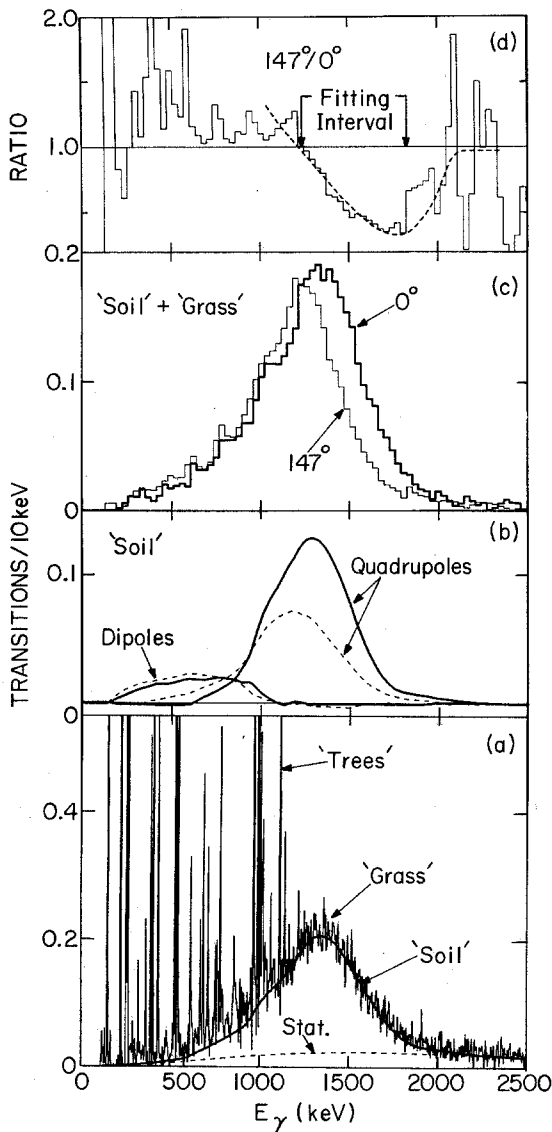 2.0
(d)
147°/0°
Fitting
Interval
RATIO
1.0
0.2
(c)
'Soil' + 'Grass'
0°
0.1
147°
0
TRANSITIONS/10keV
'Soil'
(b)
0.1
Quadrupoles
Dipoles
0
(a)
'Trees'
0.4
'Grass'
0.2
'Soil'
Stat.
0
0 500 1000 1500 2000 2500
Eγ (keV)